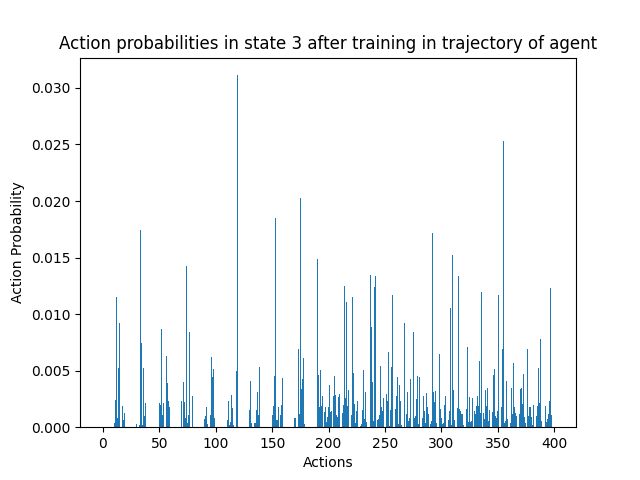 Action probabilities in state 3 after training in trajectory of agent
0.030
0.025
0.020
0.015
0.010
0.005
0.000
Action Probability
0 50 100 150 200 250 300 350 400
Actions